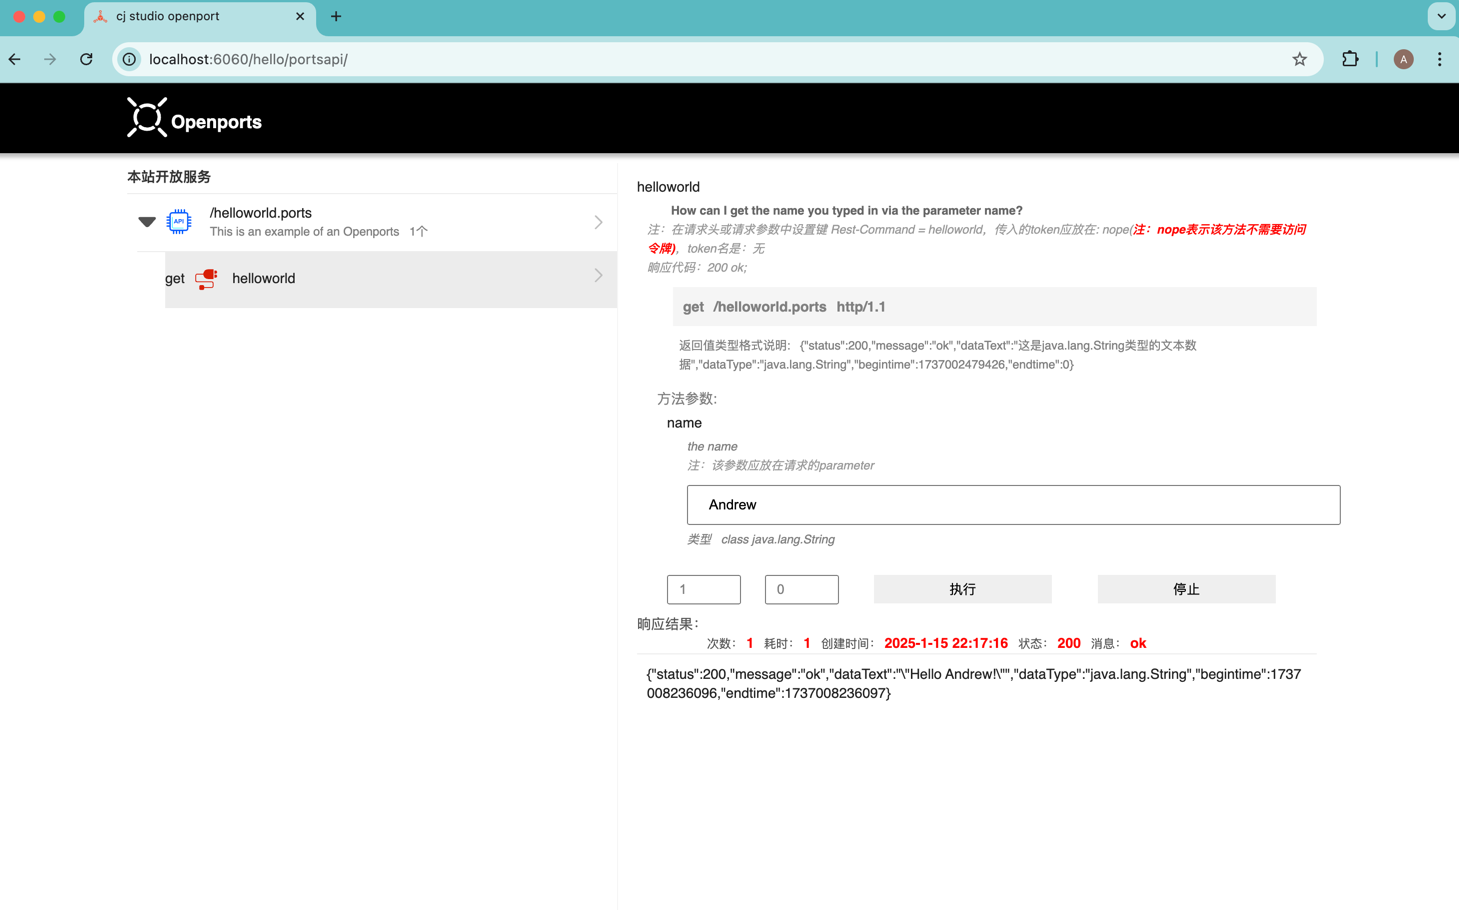 cj studio openport
localhost:6060/hello/portsapi/
A
Openports
本站开放服务
API
/helloworld.ports
This is an example of an Openports 1个
get helloworld
helloworld
How can I get the name you typed in via the parameter name?
注：在请求头或请求参数中设置键 Rest-Command = helloworld，传入的token应放在: nope(注：nope表示该方法不需要访问
令牌)，token名是：无
响应代码：200 ok;
get /helloworld.ports http/1.1
返回值类型格式说明： {"status":200,"message":"ok","dataText":"这是java.lang.String类型的文本数
据","dataType":"java.lang.String","begintime":1737002479426,"endtime":0}
方法参数:
name
the name
注：该参数应放在请求的parameter
Andrew
类型 class java.lang.String
1 0 执行 停止
响应结果：
次数： 1 耗时： 1 创建时间： 2025-1-15 22:17:16 状态： 200 消息： ok
{"status":200,"message":"ok","dataText":"\"Hello Andrew!\"","dataType":"java.lang.String","begintime":1737
008236096,"endtime":1737008236097}